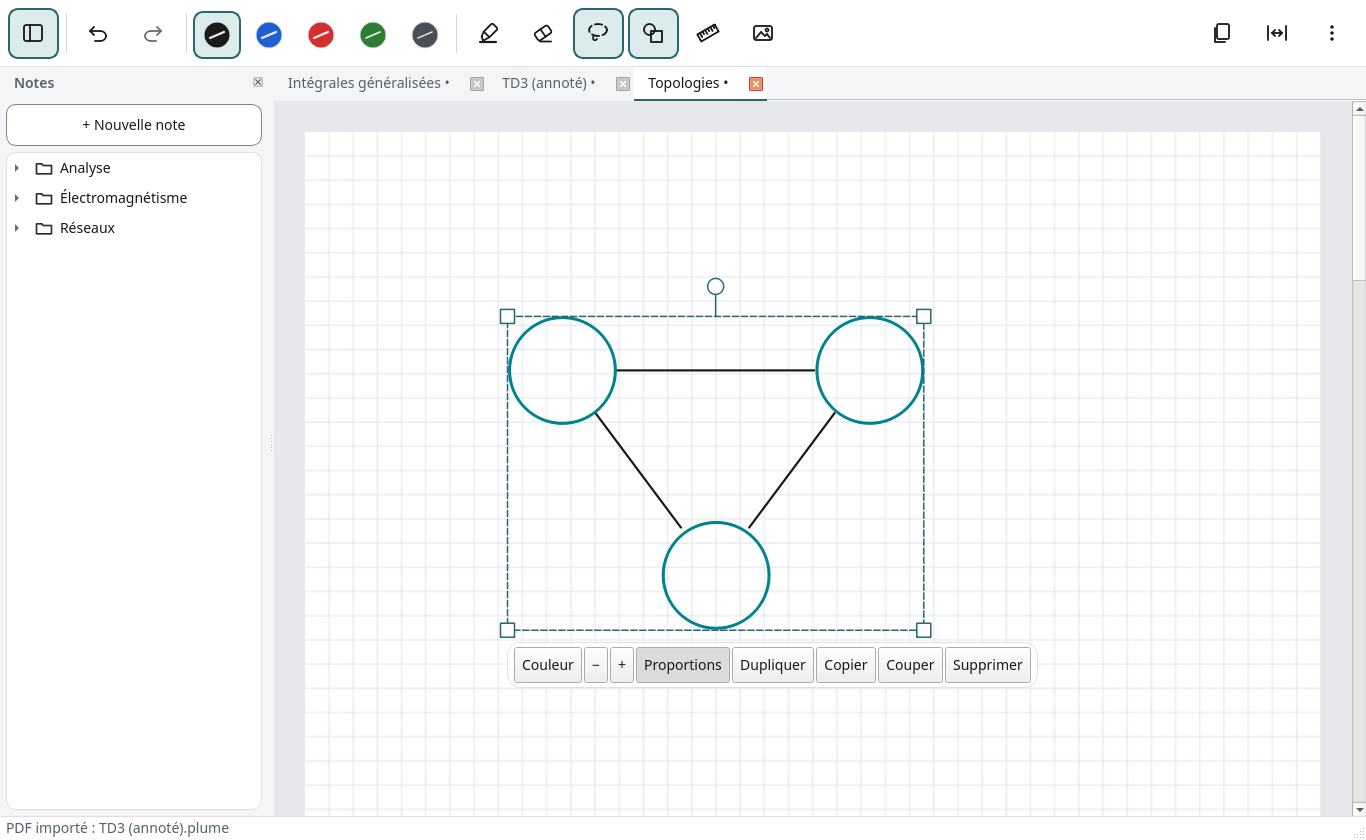 Notes
Intégrales généralisées •
TD3 (annoté) •
Topologies •
+ Nouvelle note
Analyse
Électromagnétisme
Réseaux
Couleur
−
+
Proportions
Dupliquer
Copier
Couper
Supprimer
PDF importé : TD3 (annoté).plume